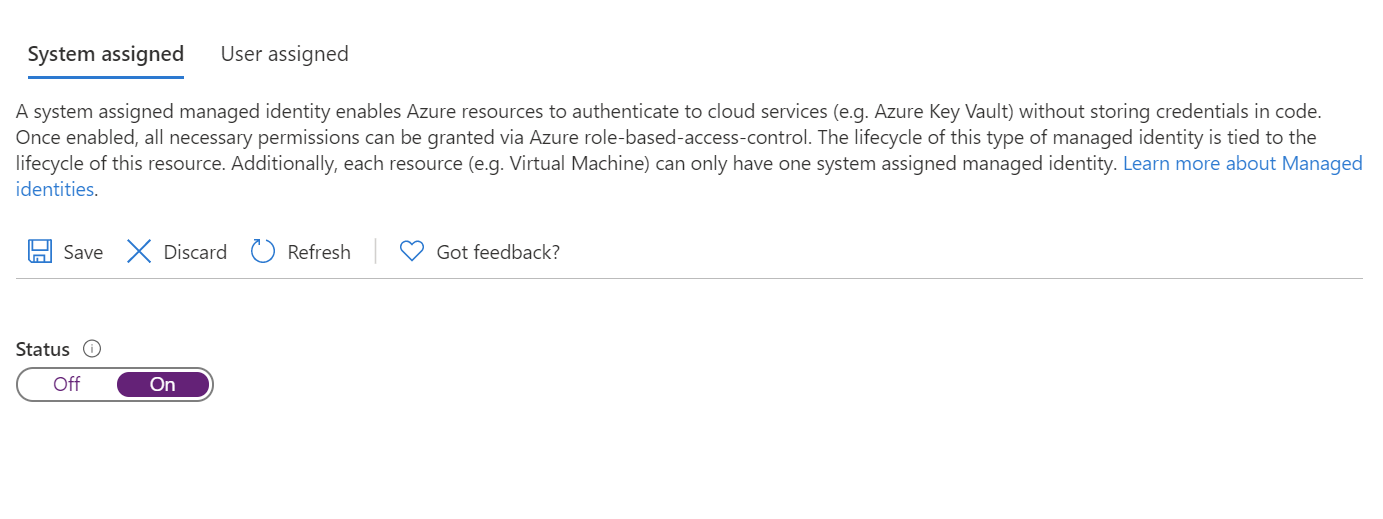 System assigned User assigned
A system assigned managed identity enables Azure resources to authenticate to cloud services (e.g. Azure Key Vault) without storing credentials in code.
Once enabled, all necessary permissions can be granted via Azure role-based-access-control. The lifecycle of this type of managed identity is tied to the
lifecycle of this resource. Additionally, each resource (e.g. Virtual Machine) can only have one system assigned managed identity. Learn more about Managed
identities.
Save Discard Refresh Got feedback?
Status
Off On